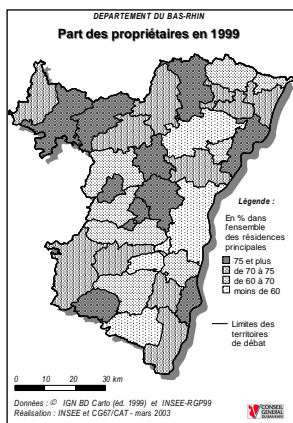 DEPARTEMENT DU BAS-RHIN
Part des propriétaires en 1999
Légende :
En % dans
l'ensemble
des résidences
principales
75 et plus
de 70 à 75
de 60 à 70
moins de 60
Limites des
territoires
de débat
0 10 20 30 km
Données : © IGN BD Carto (éd. 1999) et INSEE-RGP99
Réalisation : INSEE et CG67/CAT - mars 2003
CONSEIL
GENERAL